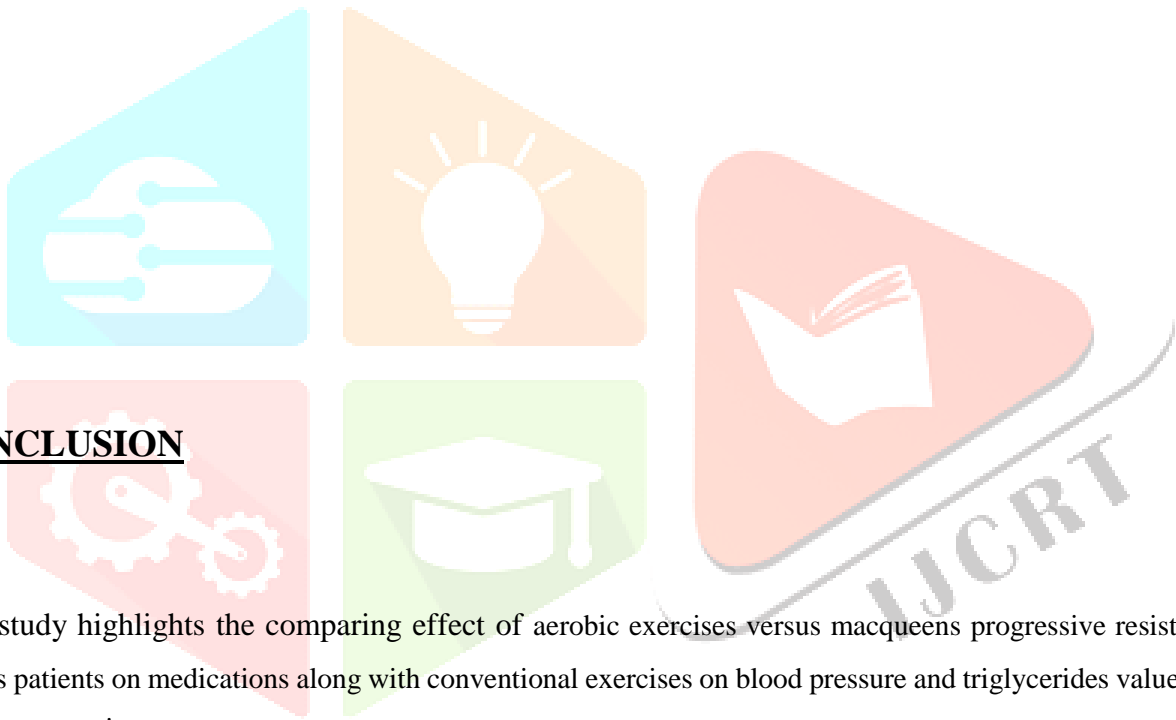 NCLUSION
study highlights the comparing effect of aerobic exercises versus macqueens progressive resist
s patients on medications along with conventional exercises on blood pressure and triglycerides value
IJCRT